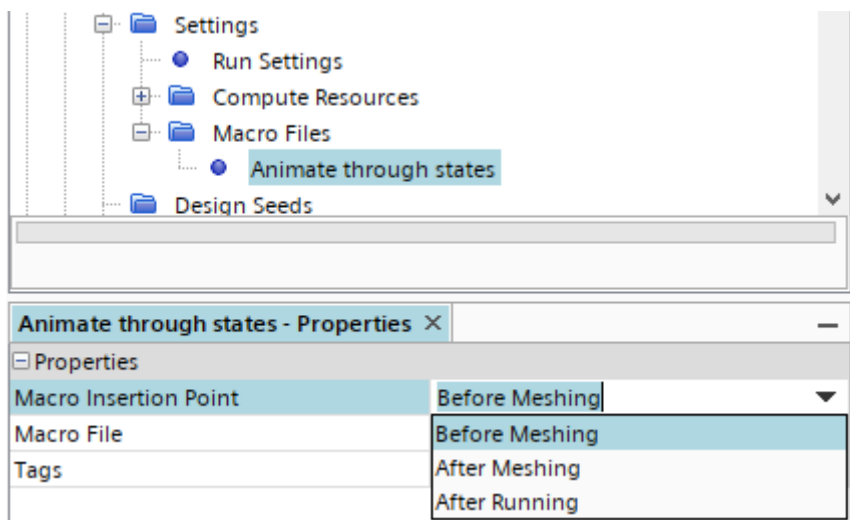 Settings
Run Settings
Compute Resources
Macro Files
Animate through states
Design Seeds
Animate through states - Properties ×
Properties
Macro Insertion Point Before Meshing
Macro File Before Meshing
Tags After Meshing
After Running